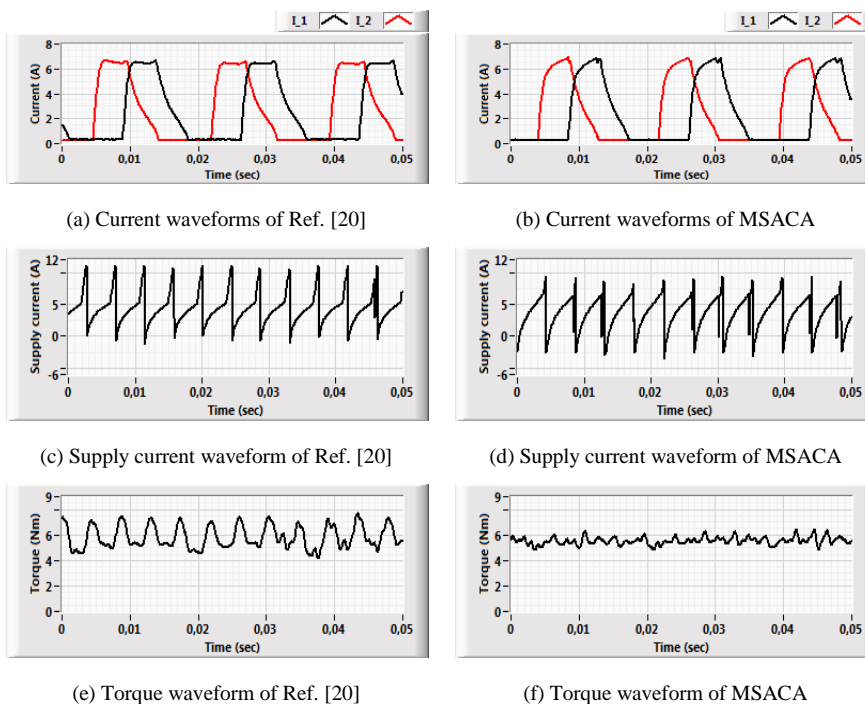 I_1 I_2
I_1 I_2
Current (A)
8
6
4
2
0
0 0,01 0,02 0,03 0,04 0,05
Time (sec)
Current (A)
8
6
4
2
0
0 0,01 0,02 0,03 0,04 0,05
Time (sec)
(a) Current waveforms of Ref. [20]
(b) Current waveforms of MSACA
Supply current (A)
12
5
0
-6
0 0,01 0,02 0,03 0,04 0,05
Time (sec)
Supply current (A)
12
5
0
-6
0 0,01 0,02 0,03 0,04 0,05
Time (sec)
(c) Supply current waveform of Ref. [20]
(d) Supply current waveform of MSACA
Torque (Nm)
9
6
4
2
0
0 0,01 0,02 0,03 0,04 0,05
Time (sec)
Torque (Nm)
9
6
4
2
0
0 0,01 0,02 0,03 0,04 0,05
Time (sec)
(e) Torque waveform of Ref. [20]
(f) Torque waveform of MSACA